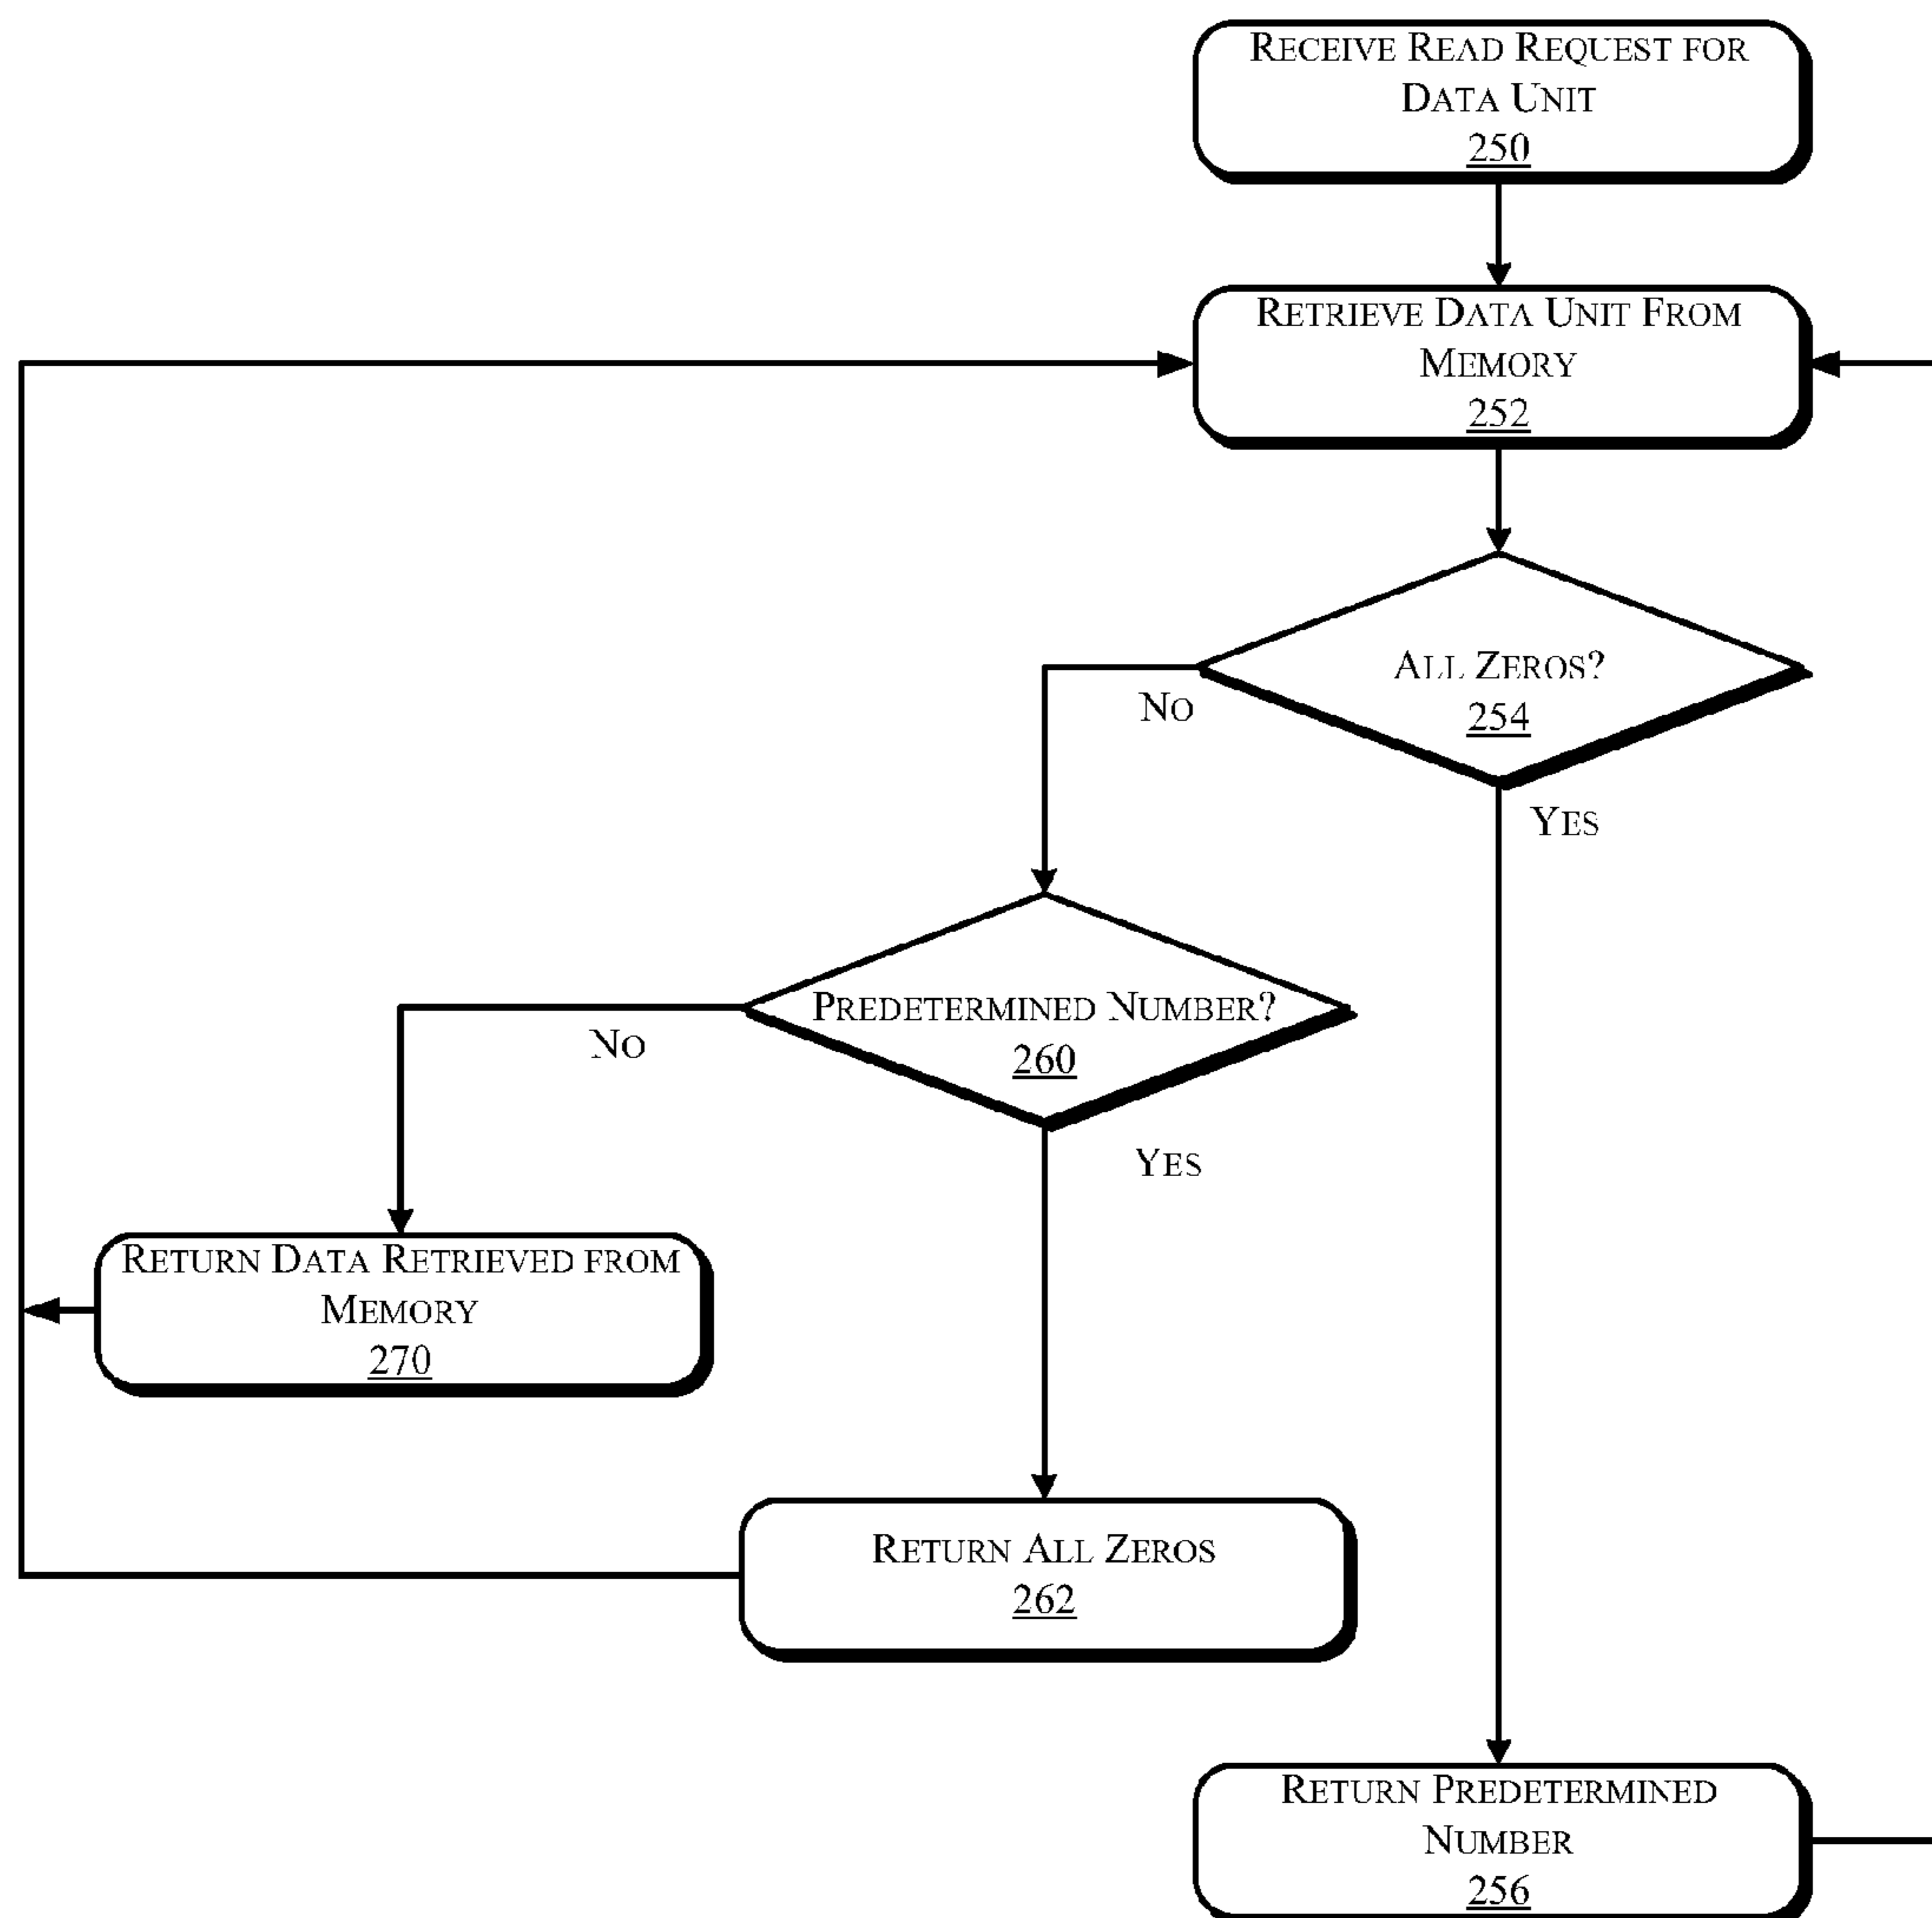 RECEIVE READ REQUEST FOR
DATA UNIT
250
RETRIEVE DATA UNIT FROM
MEMORY
252
ALL ZEROS?
254
NO
YES
PREDETERMINED NUMBER?
260
NO
YES
RETURN DATA RETRIEVED FROM
MEMORY
270
RETURN ALL ZEROS
262
RETURN PREDETERMINED
NUMBER
256